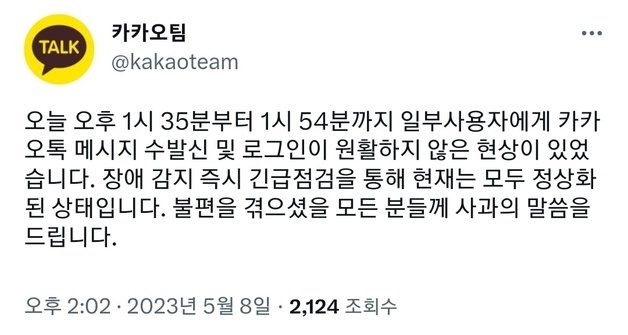 TALK
카카오팀
@kakaoteam
오늘 오후 1시 35분부터 1시 54분까지 일부사용자에게 카카
오톡 메시지 수발신 및 로그인이 원활하지 않은 현상이 있었
습니다. 장애 감지 즉시 긴급점검을 통해 현재는 모두 정상화
된 상태입니다. 불편을 겪으셨을 모든 분들께 사과의 말씀을
드립니다.
오후 2:02 · 2023년 5월 8일 · 2,124 조회수